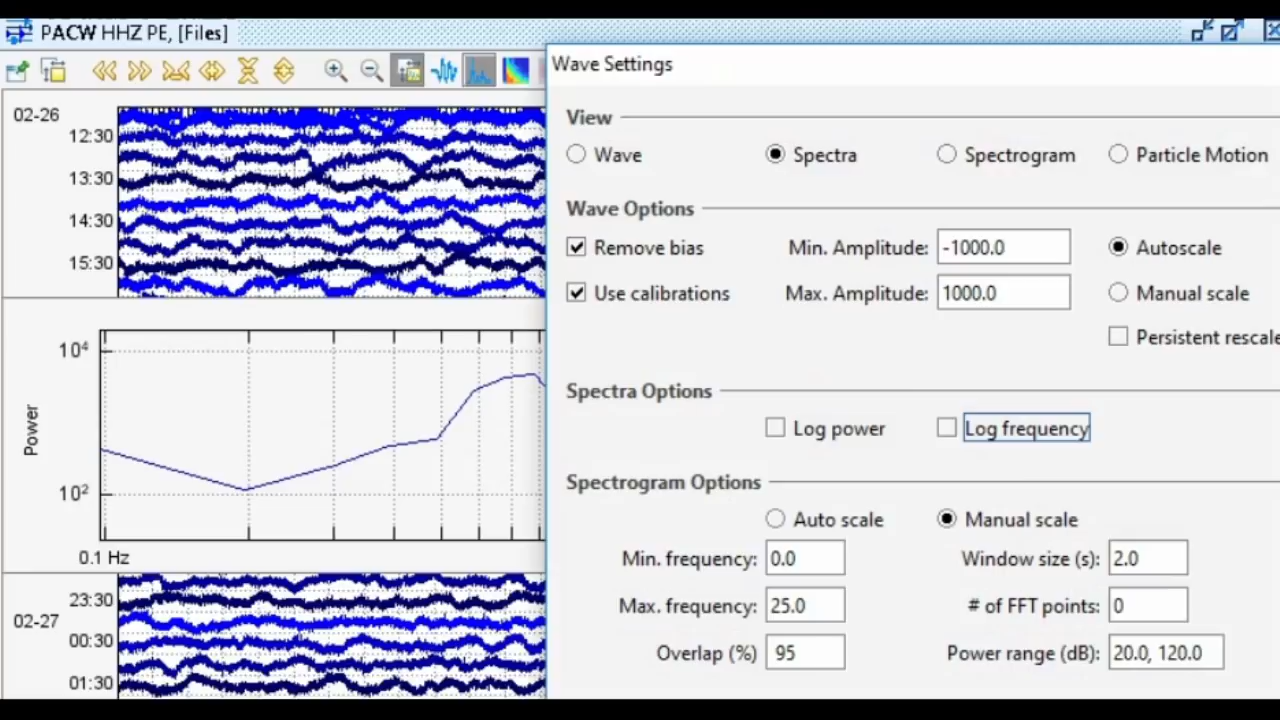 PACW HHZ PE, [Files]
02-26
12:30
13:30
14:30
15:30
10⁴
Power
10²
0.1 Hz
23:30
02-27
00:30
01:30
Wave Settings
View
Wave Spectra Spectrogram Particle Motion
Wave Options
Remove bias Min. Amplitude: -1000.0 Autoscale
Use calibrations Max. Amplitude: 1000.0 Manual scale
Persistent rescale
Spectra Options
Log power Log frequency
Spectrogram Options
Auto scale Manual scale
Min. frequency: 0.0 Window size (s): 2.0
Max. frequency: 25.0 # of FFT points: 0
Overlap (%) 95 Power range (dB): 20.0, 120.0